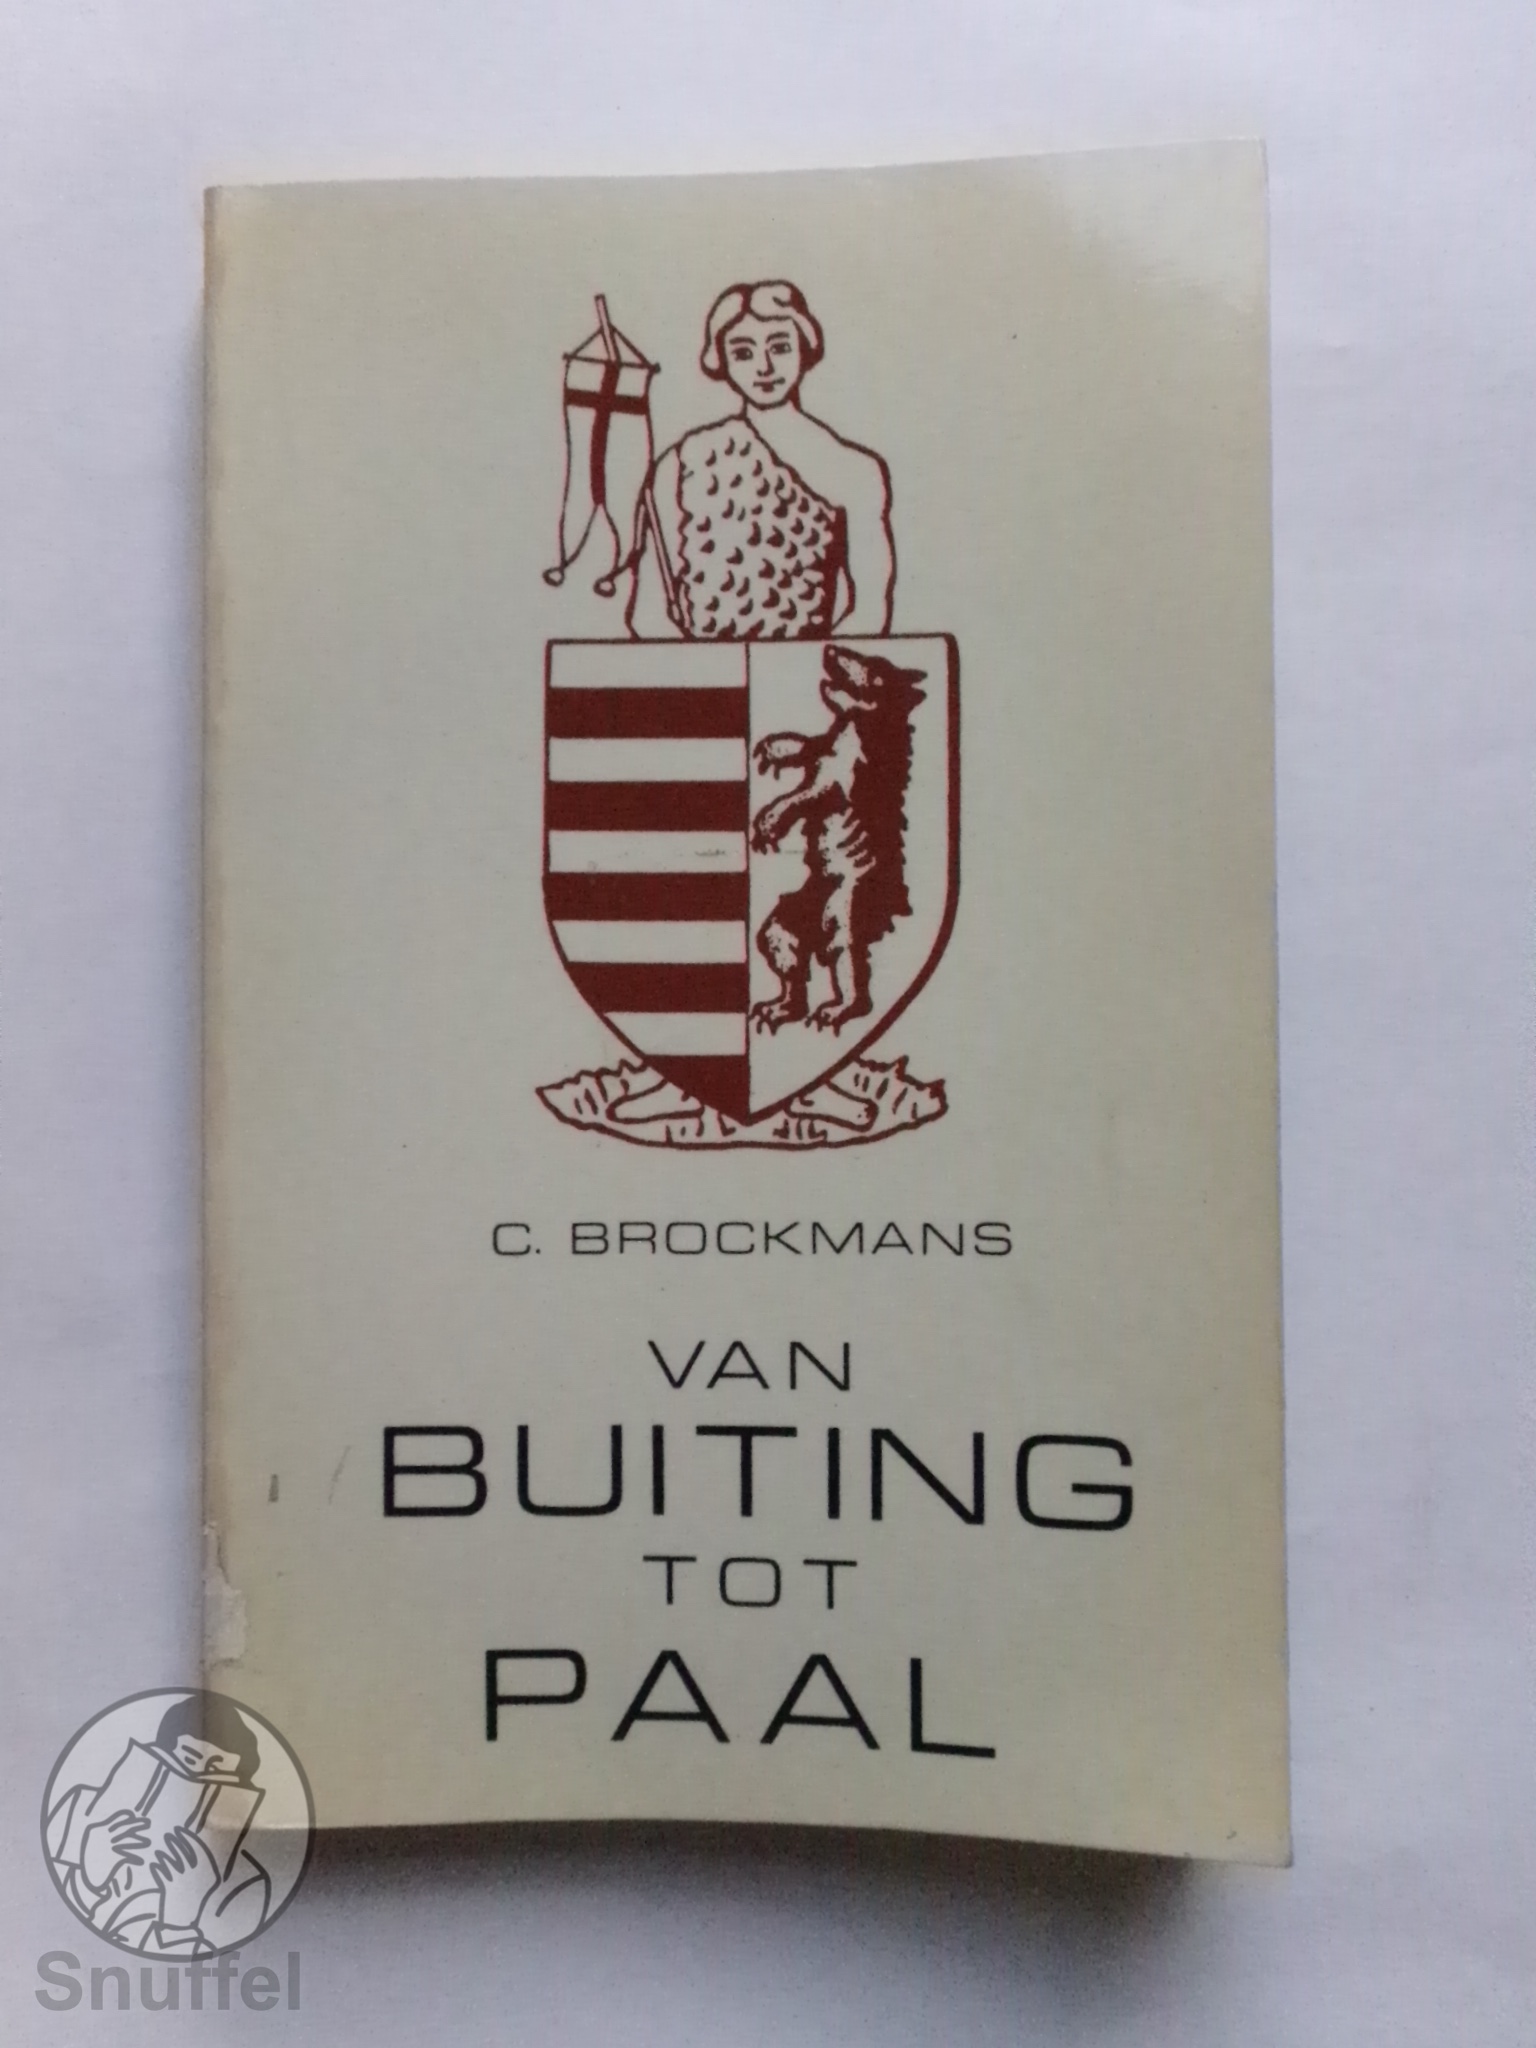 C. BROCKMANS
VAN
BUITING
TOT
PAAL
Snuffel